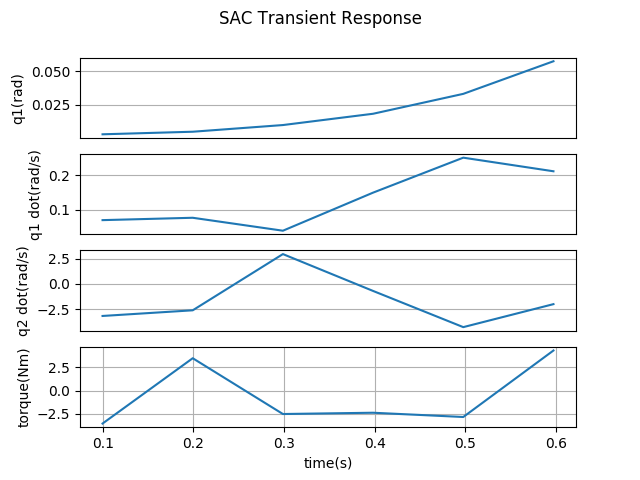 SAC Transient Response
q1(rad)
0.050
0.025
q1 dot(rad/s)
0.2
0.1
q2 dot(rad/s)
2.5
0.0
−2.5
torque(Nm)
2.5
0.0
−2.5
0.1 0.2 0.3 0.4 0.5 0.6
time(s)